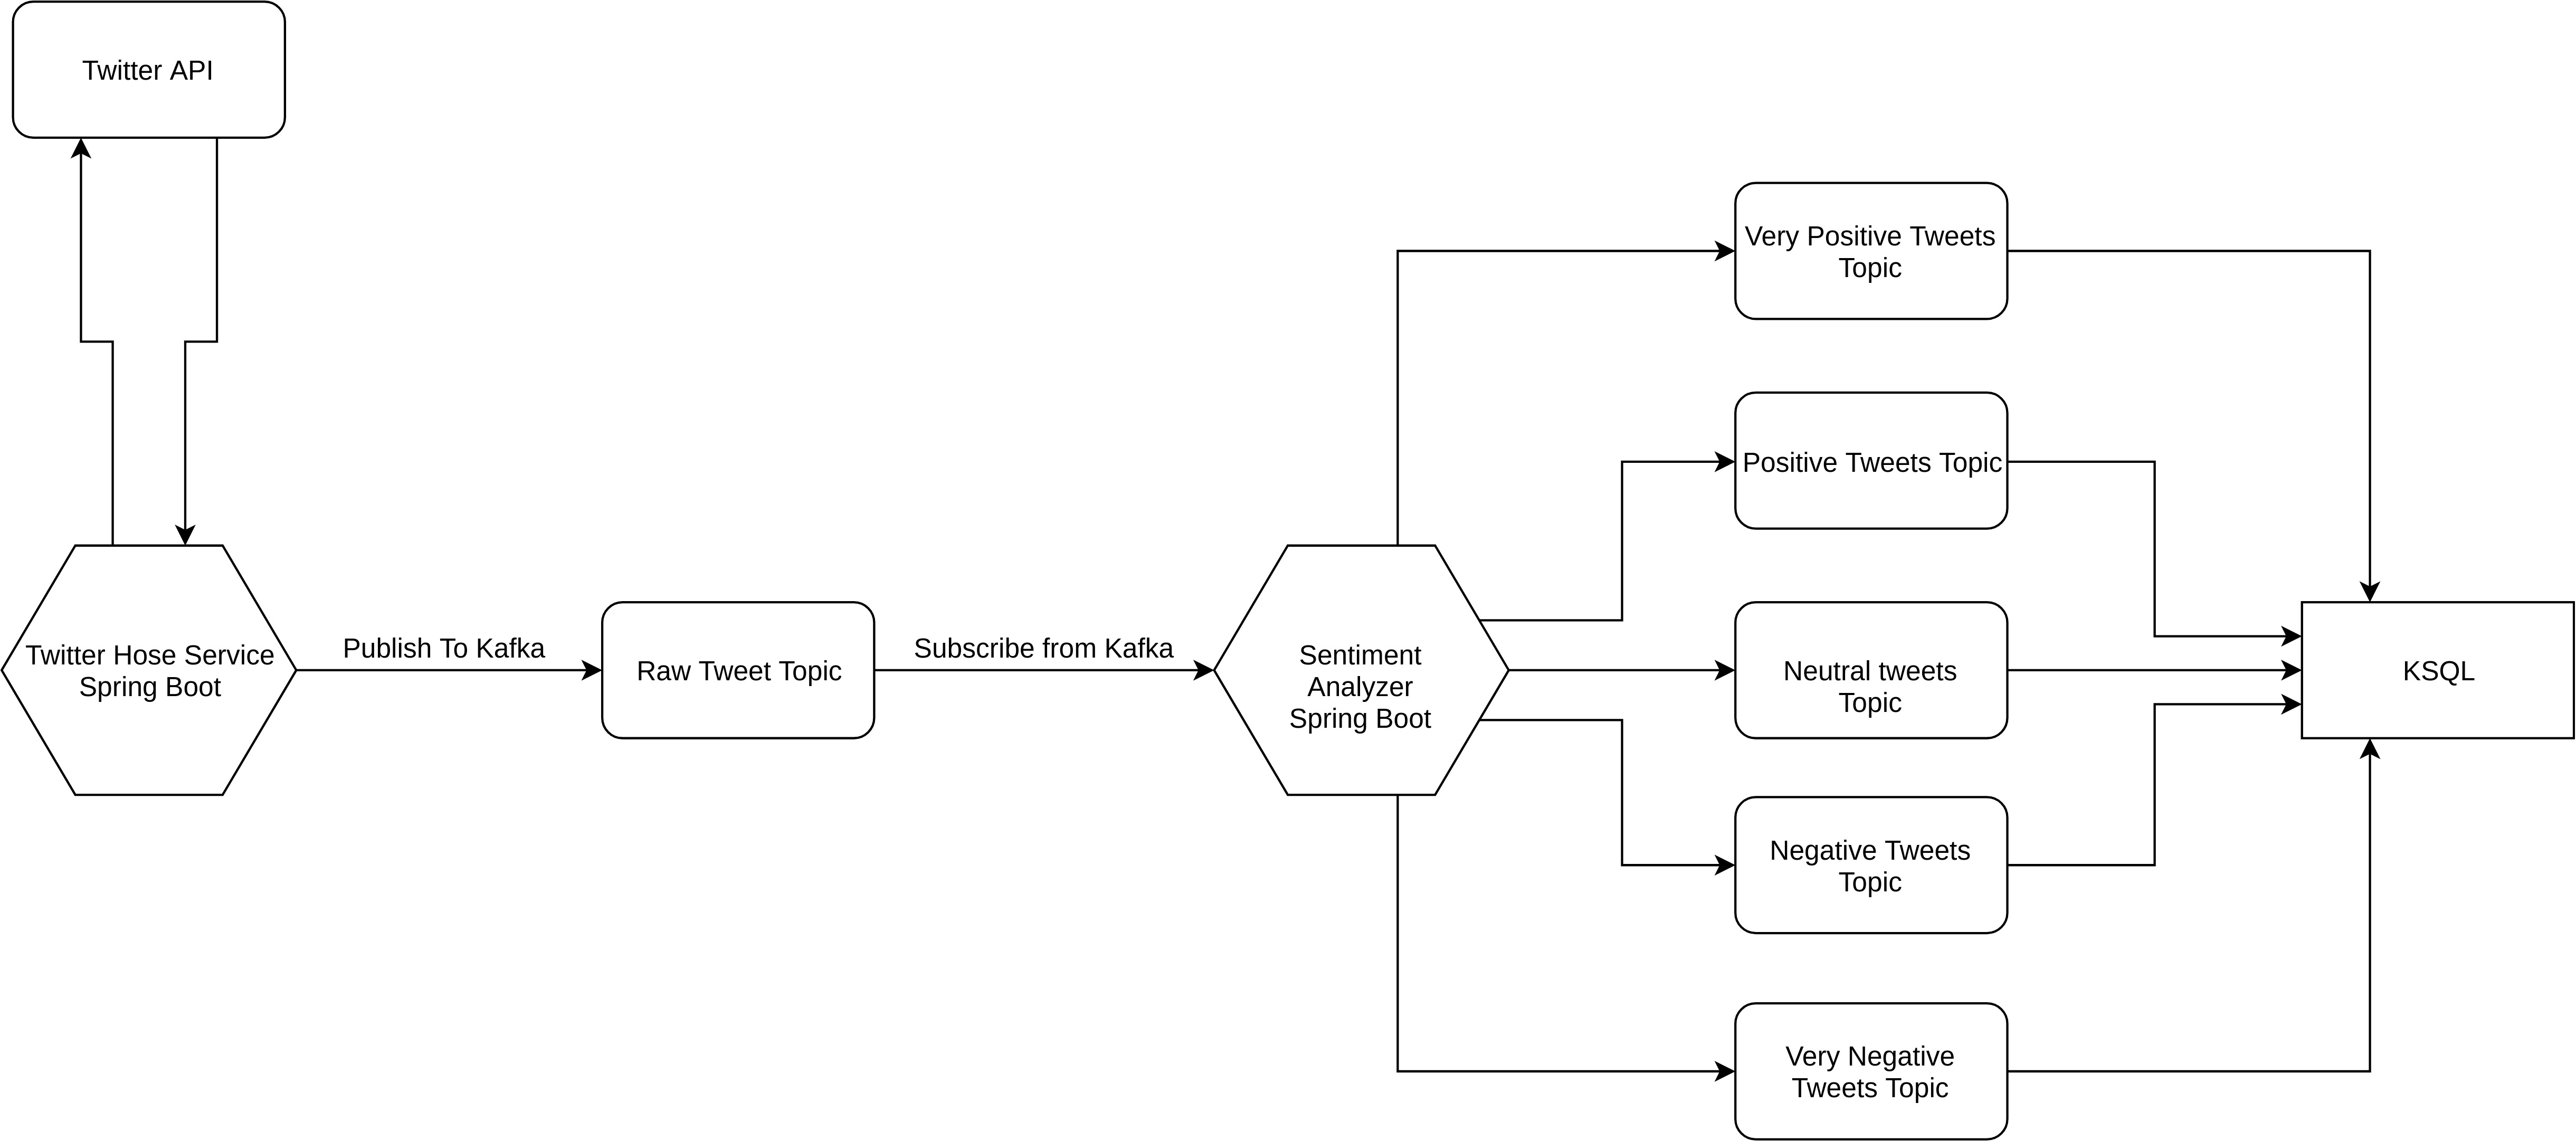 Twitter API
Twitter Hose Service
Spring Boot
Publish To Kafka
Raw Tweet Topic
Subscribe from Kafka
Sentiment
Analyzer
Spring Boot
Very Positive Tweets
Topic
Positive Tweets Topic
Neutral tweets
Topic
Negative Tweets
Topic
Very Negative
Tweets Topic
KSQL